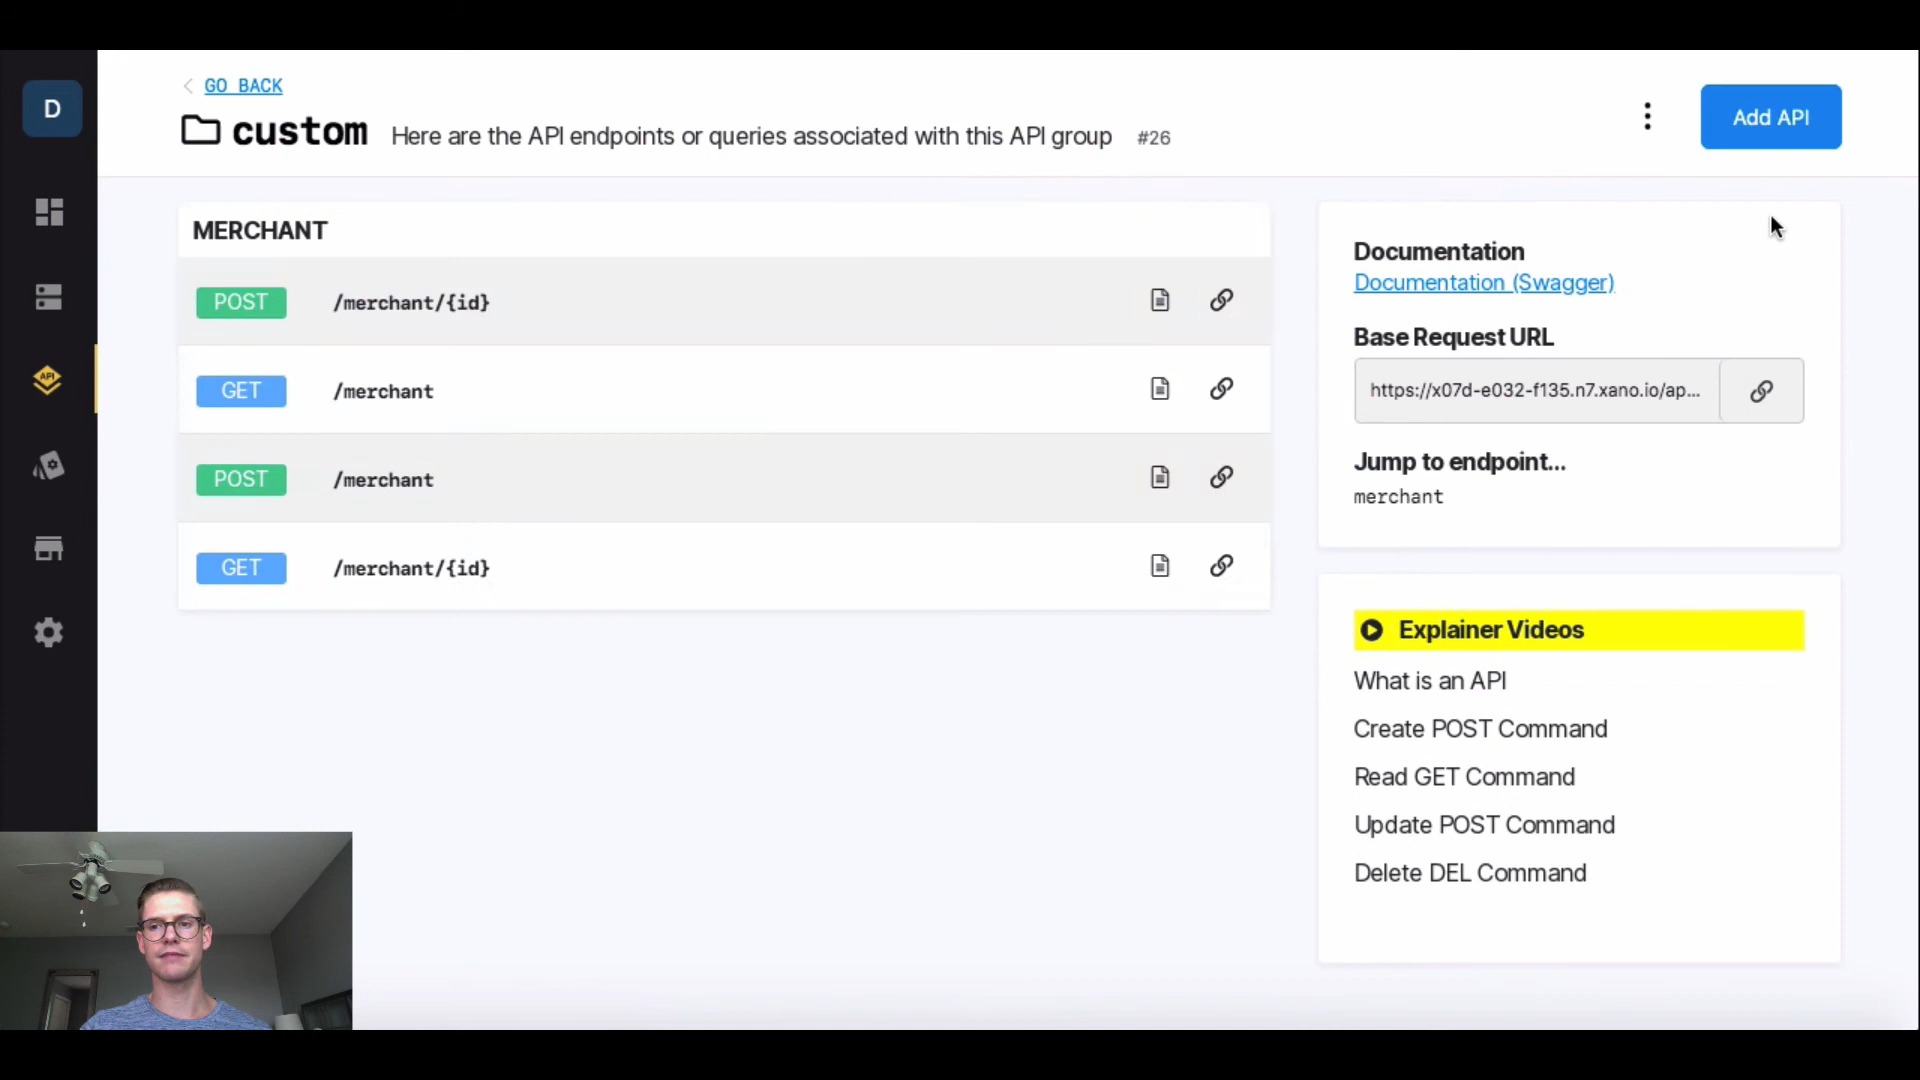 D
GO BACK
custom Here are the API endpoints or queries associated with this API group #26
Add API
API
MERCHANT
POST /merchant/{id}
GET /merchant
POST /merchant
GET /merchant/{id}
Documentation
Documentation (Swagger)
Base Request URL
https://x07d-e032-f135.n7.xano.io/ap...
Jump to endpoint...
merchant
Explainer Videos
What is an API
Create POST Command
Read GET Command
Update POST Command
Delete DEL Command